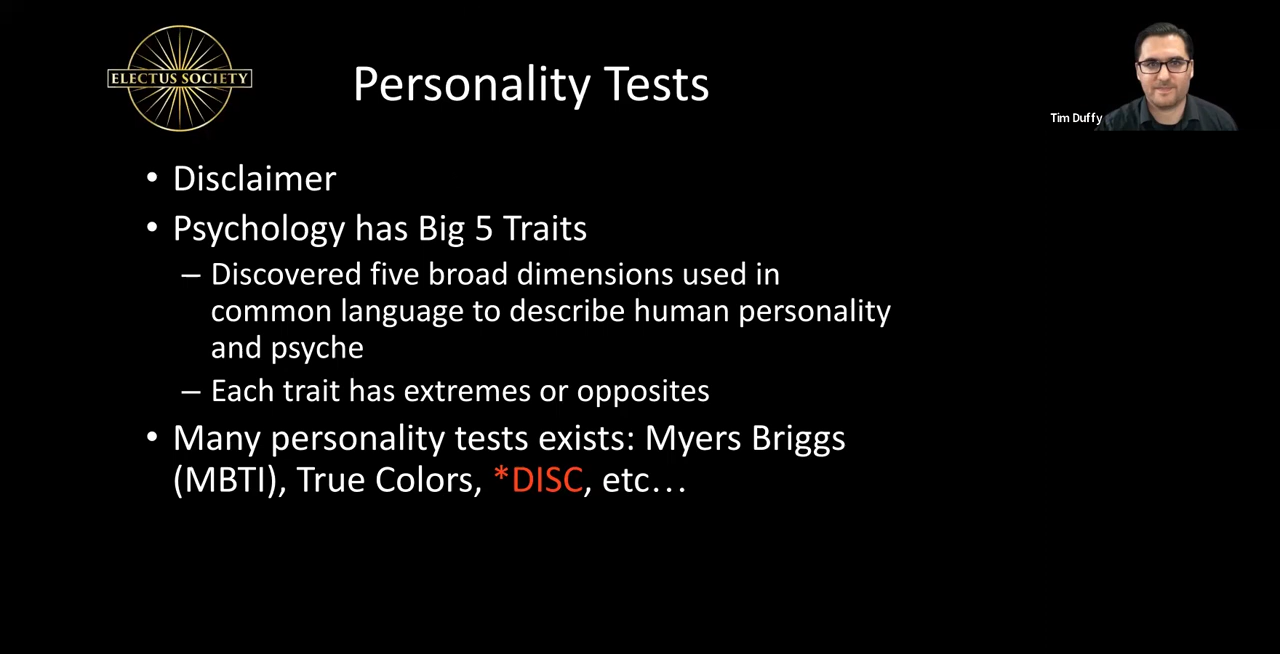 ELECTUS SOCIETY
Personality Tests
Tim Duffy
• Disclaimer
• Psychology has Big 5 Traits
– Discovered five broad dimensions used in
common language to describe human personality
and psyche
– Each trait has extremes or opposites
• Many personality tests exists: Myers Briggs
(MBTI), True Colors, *DISC, etc…